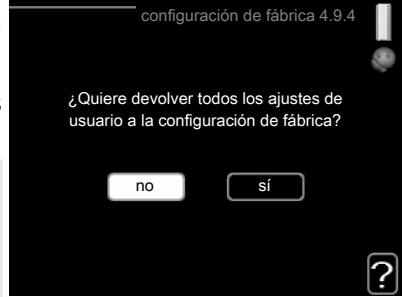 configuración de fábrica 4.9.4
¿Quiere devolver todos los ajustes de
usuario a la configuración de fábrica?
no
sí
?